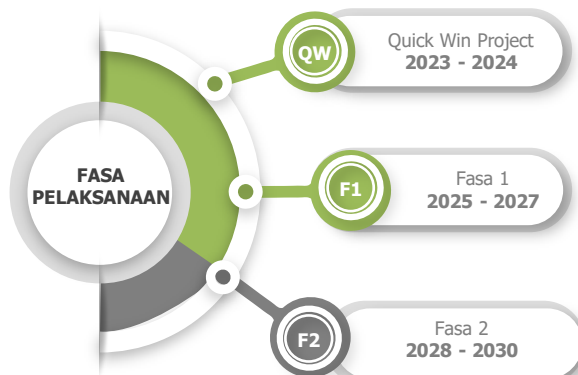 FASA
PELAKSANAAN
QW
Quick Win Project
2023 - 2024
F1
Fasa 1
2025 - 2027
F2
Fasa 2
2028 - 2030